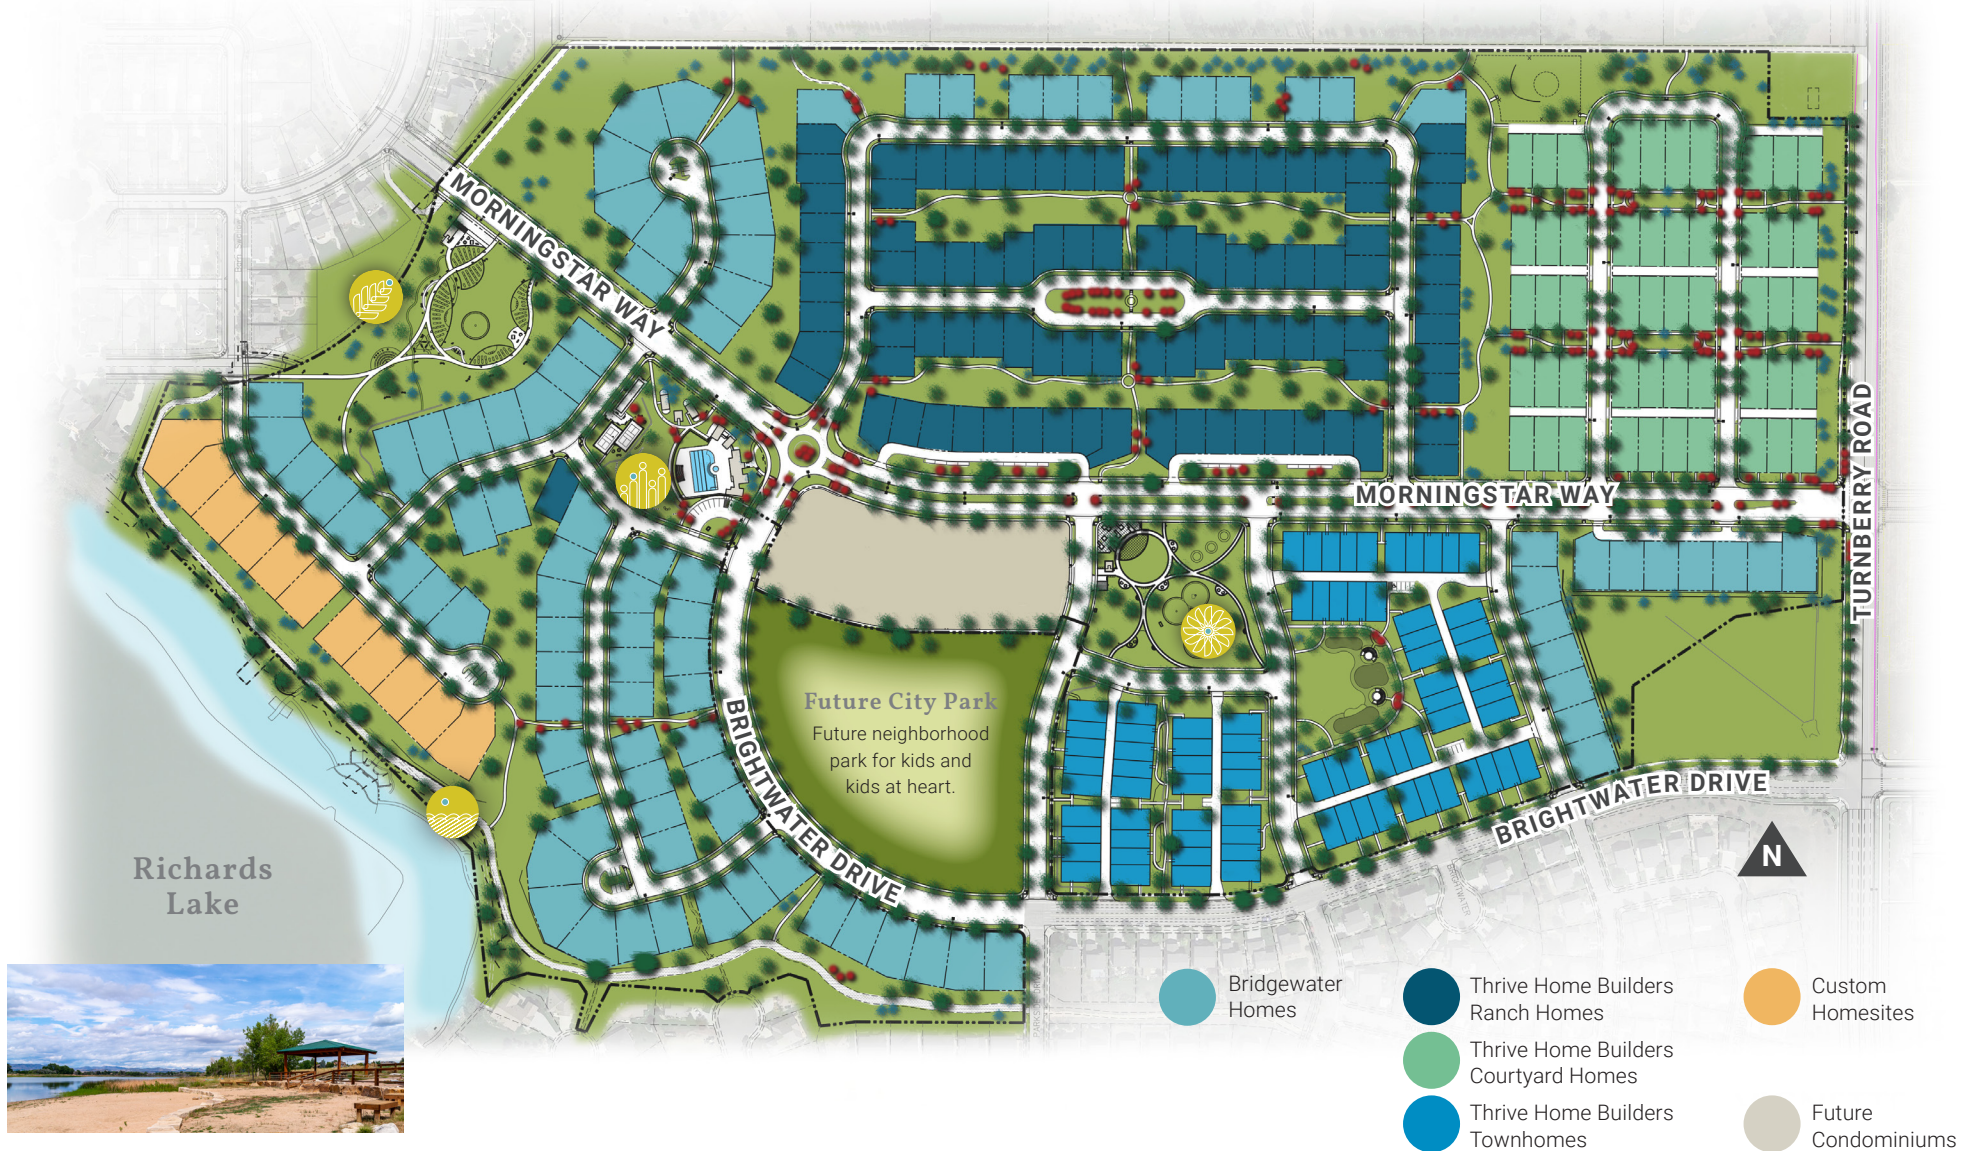 MORNINGSTAR WAY
MORNINGSTAR WAY
TURNBERRY ROAD
Future City Park
Future neighborhood
park for kids and
kids at heart.
BRIGHTWATER DRIVE
BRIGHTWATER DRIVE
N
Richards
Lake
BRIGHTWATER
Bridgewater
Homes
Thrive Home Builders
Ranch Homes
Thrive Home Builders
Courtyard Homes
Thrive Home Builders
Townhomes
Custom
Homesites
Future
Condominiums